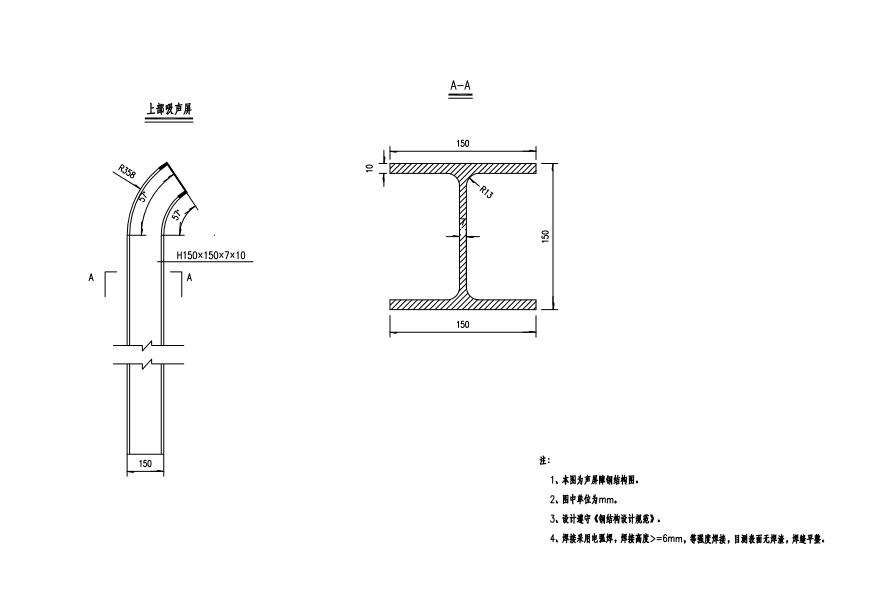 A-A
上部吸声屏
150
10
R358
57°
57°
R13
7
150
H150×150×7×10
A
A
150
150
注：
1、本图为声屏障钢结构图。
2、图中单位为mm。
3、设计遵守《钢结构设计规范》。
4、焊接采用电弧焊，焊接高度>=6mm，等强度焊接，目测表面无焊渣，焊缝平整。